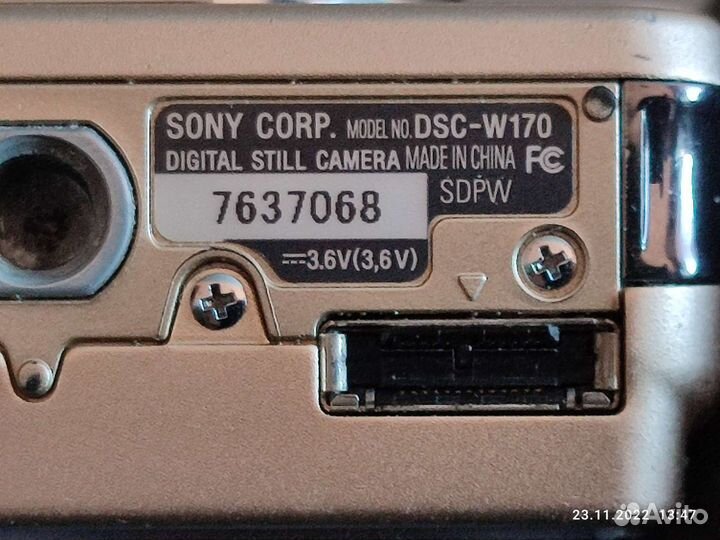 SONY CORP. MODEL NO. DSC-W170
DIGITAL STILL CAMERA MADE IN CHINA FC
7637068 SDPW
⎓3.6V(3,6V)
23.11.2022 13:47
Avito